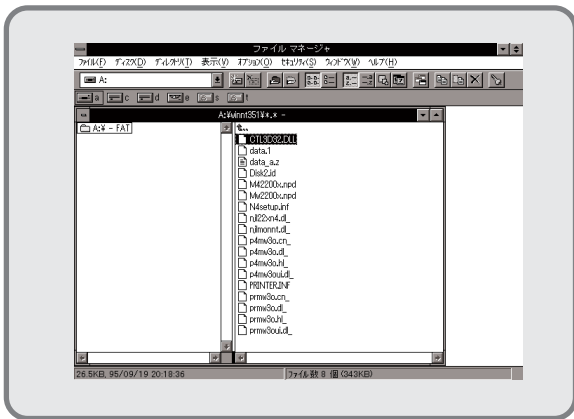 ファイル マネージャ
ファイル(F) ディスク(D) ディレクトリ(T) 表示(V) オプション(O) セキュリティ(S) ウィンドウ(W) ヘルプ(H)
A:
a c d e s t
A:¥winnt351¥*.* -
A:¥ - FAT
..
CTL3D32.DLL
data.1
data_a.z
Disk2.id
M42200x.npd
Mw2200x.npd
N4setup.inf
njl22xn4.dl_
njlmonnt.dl_
p4mw3o.cn_
p4mw3o.dl_
p4mw3o.hl_
p4mw3oui.dl_
PRINTER.INF
prmw3o.cn_
prmw3o.dl_
prmw3o.hl_
prmw3oui.dl_
26.5KB, 95/09/19 20:18:36 ファイル数 8 個 (343KB)